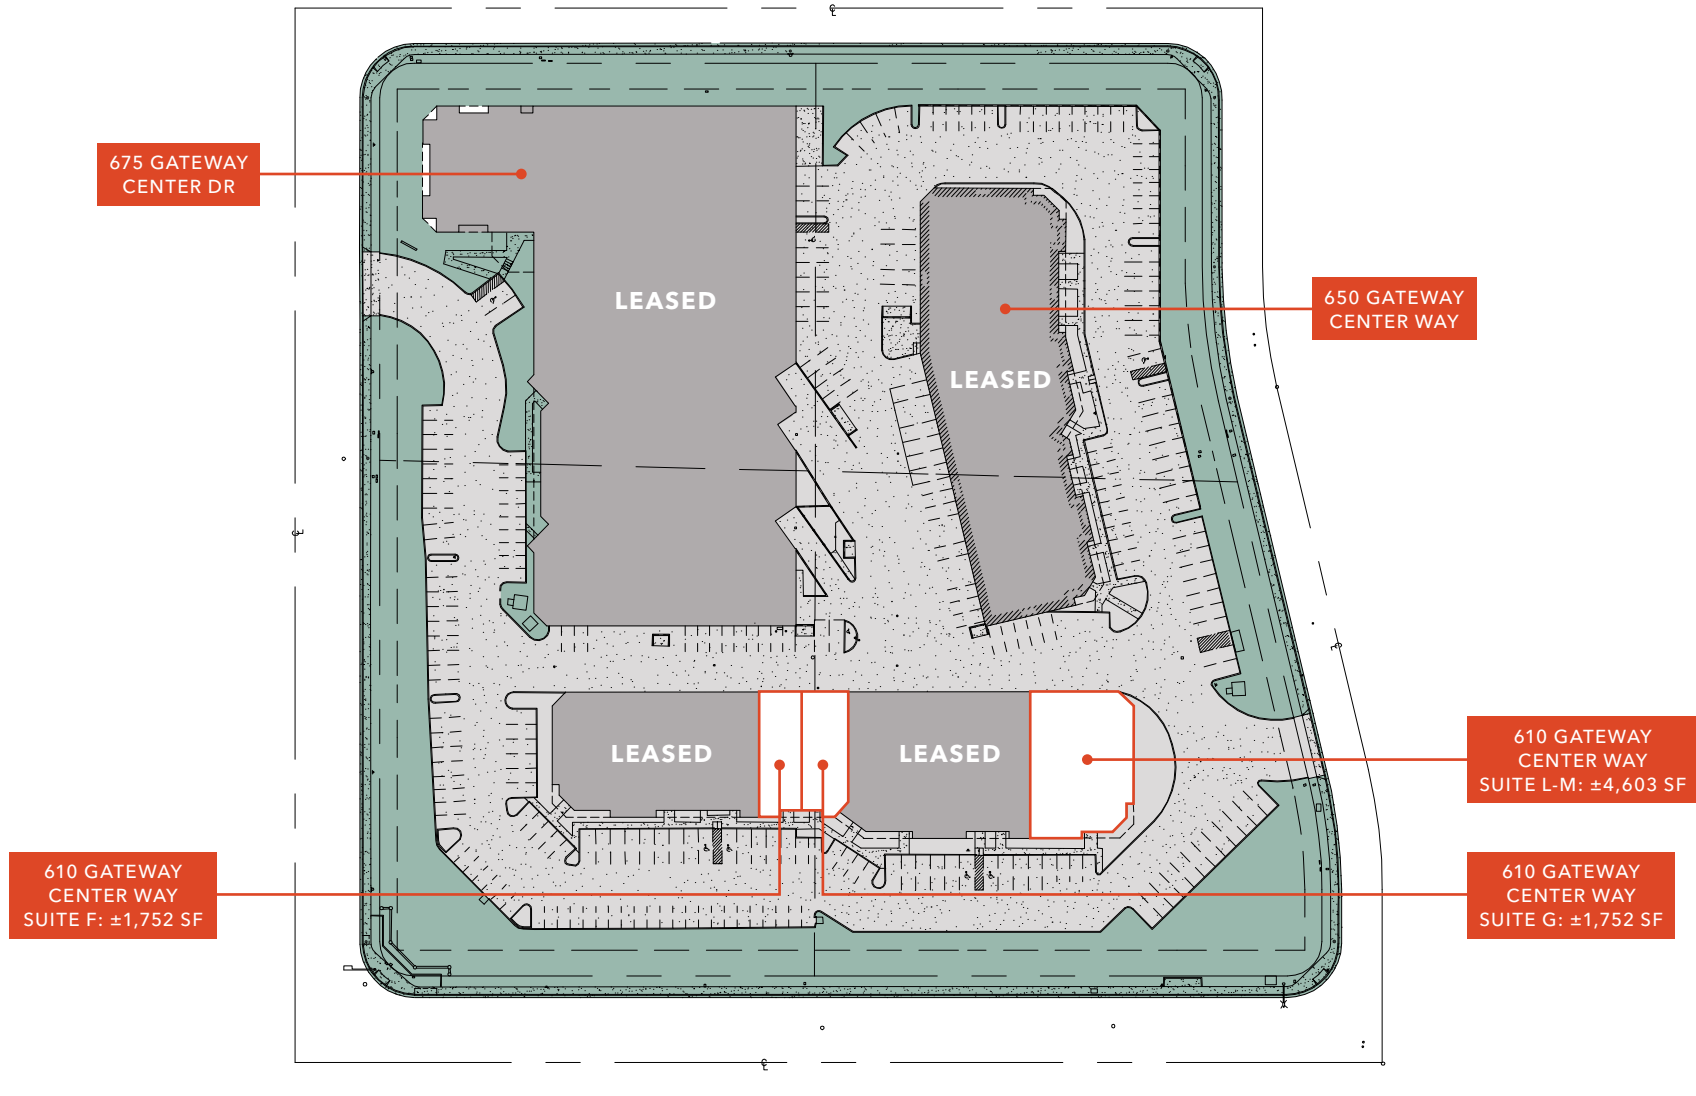 675 GATEWAY
CENTER DR
LEASED
650 GATEWAY
CENTER WAY
LEASED
LEASED
LEASED
610 GATEWAY
CENTER WAY
SUITE L-M: ±4,603 SF
610 GATEWAY
CENTER WAY
SUITE F: ±1,752 SF
610 GATEWAY
CENTER WAY
SUITE G: ±1,752 SF